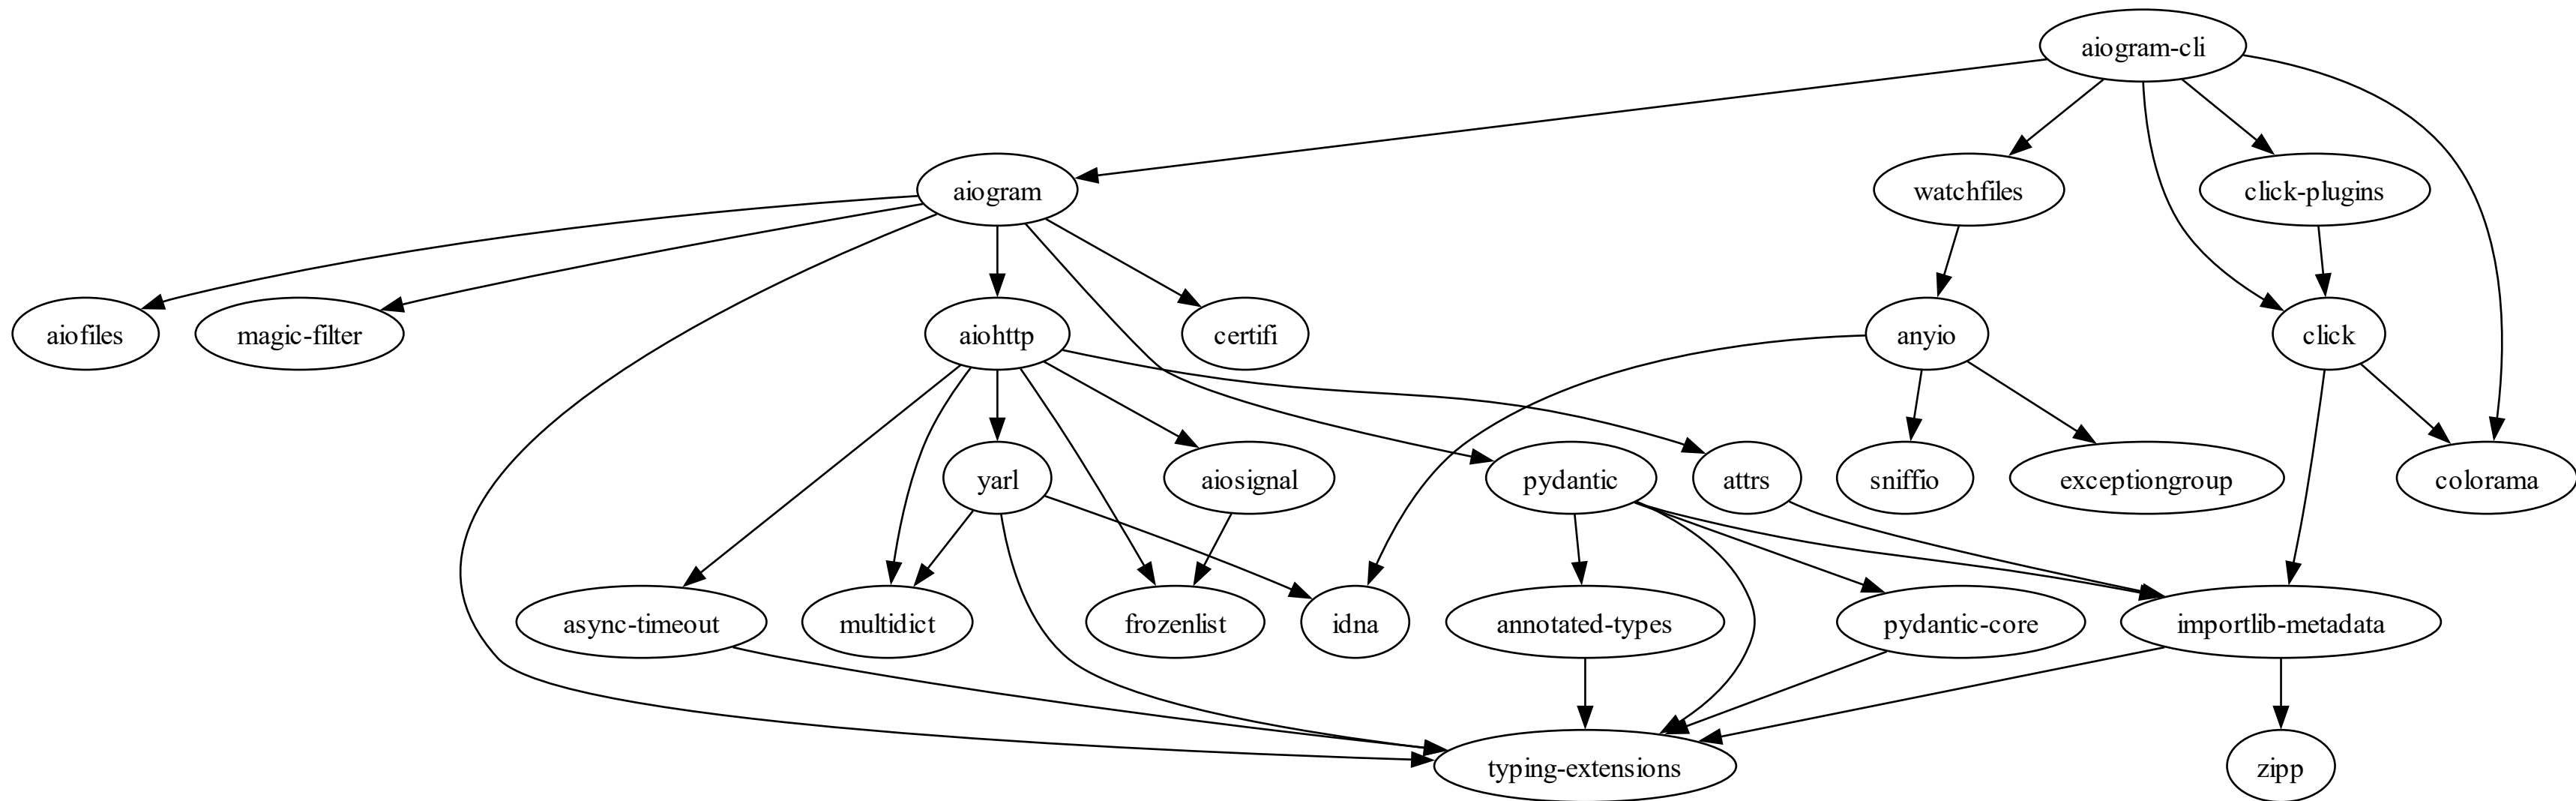 aiogram-cli
aiogram
watchfiles
click-plugins
aiofiles
magic-filter
aiohttp
certifi
anyio
click
yarl
aiosignal
pydantic
attrs
sniffio
exceptiongroup
colorama
async-timeout
multidict
frozenlist
idna
annotated-types
pydantic-core
importlib-metadata
typing-extensions
zipp